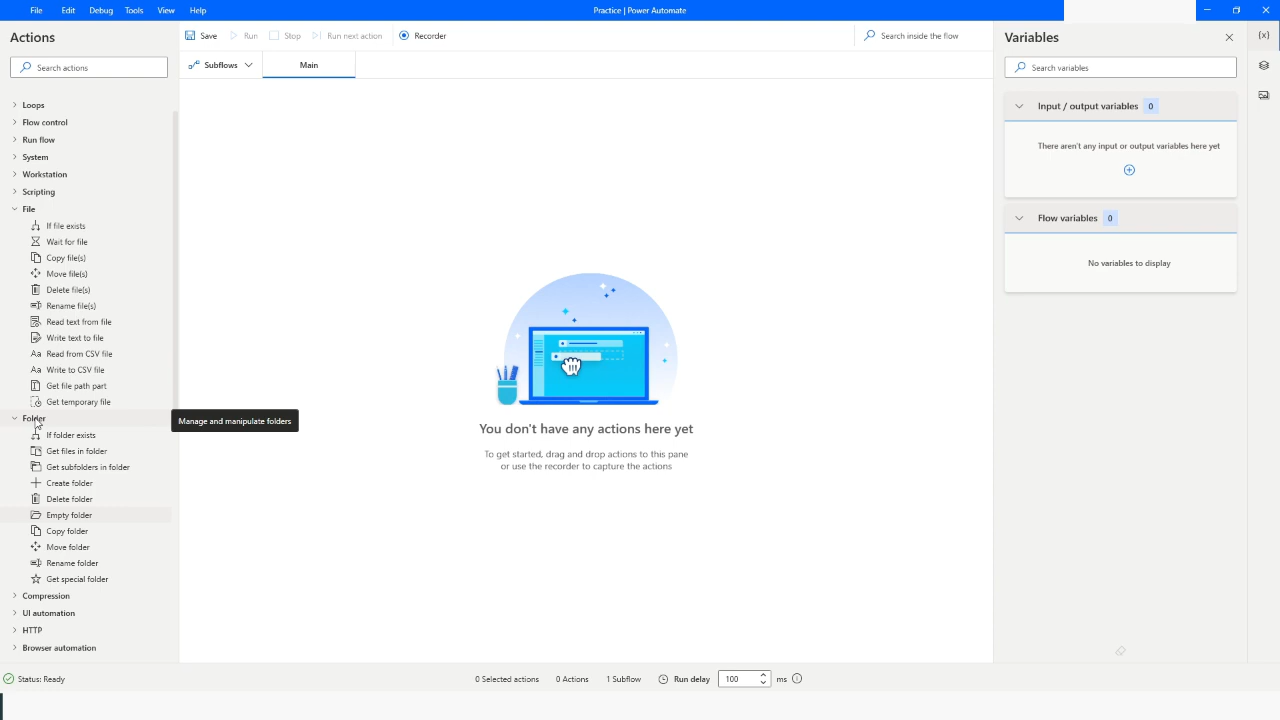 File Edit Debug Tools View Help
Practice | Power Automate
Actions
Search actions
Loops
Flow control
Run flow
System
Workstation
Scripting
File
If file exists
Wait for file
Copy file(s)
Move file(s)
Delete file(s)
Rename file(s)
Read text from file
Write text to file
Aa Read from CSV file
Aa Write to CSV file
Get file path part
Get temporary file
Folder
Manage and manipulate folders
If folder exists
Get files in folder
Get subfolders in folder
Create folder
Delete folder
Empty folder
Copy folder
Move folder
Rename folder
Get special folder
Compression
UI automation
HTTP
Browser automation
Save Run Stop Run next action Recorder
Search inside the flow
Subflows Main
You don't have any actions here yet
To get started, drag and drop actions to this pane
or use the recorder to capture the actions
Variables
{x}
Search variables
Input / output variables 0
There aren't any input or output variables here yet
Flow variables 0
No variables to display
Status: Ready
0 Selected actions 0 Actions 1 Subflow Run delay 100 ms